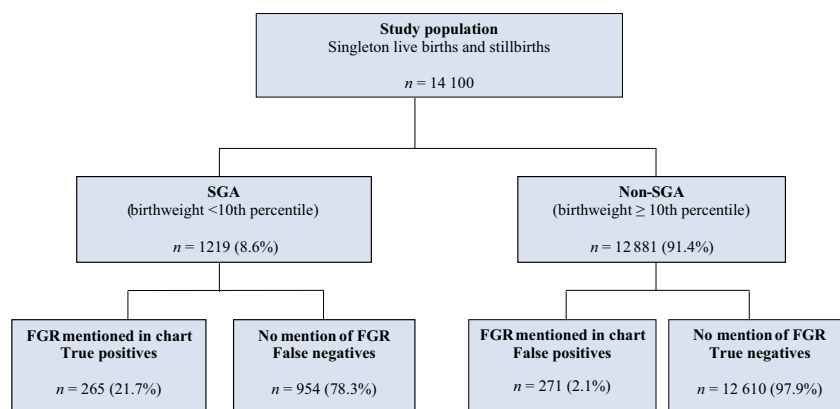 Study population
Singleton live births and stillbirths
n = 14 100
SGA
(birthweight <10th percentile)
n = 1219 (8.6%)
Non-SGA
(birthweight ≥ 10th percentile)
n = 12 881 (91.4%)
FGR mentioned in chart
True positives
n = 265 (21.7%)
No mention of FGR
False negatives
n = 954 (78.3%)
FGR mentioned in chart
False positives
n = 271 (2.1%)
No mention of FGR
True negatives
n = 12 610 (97.9%)